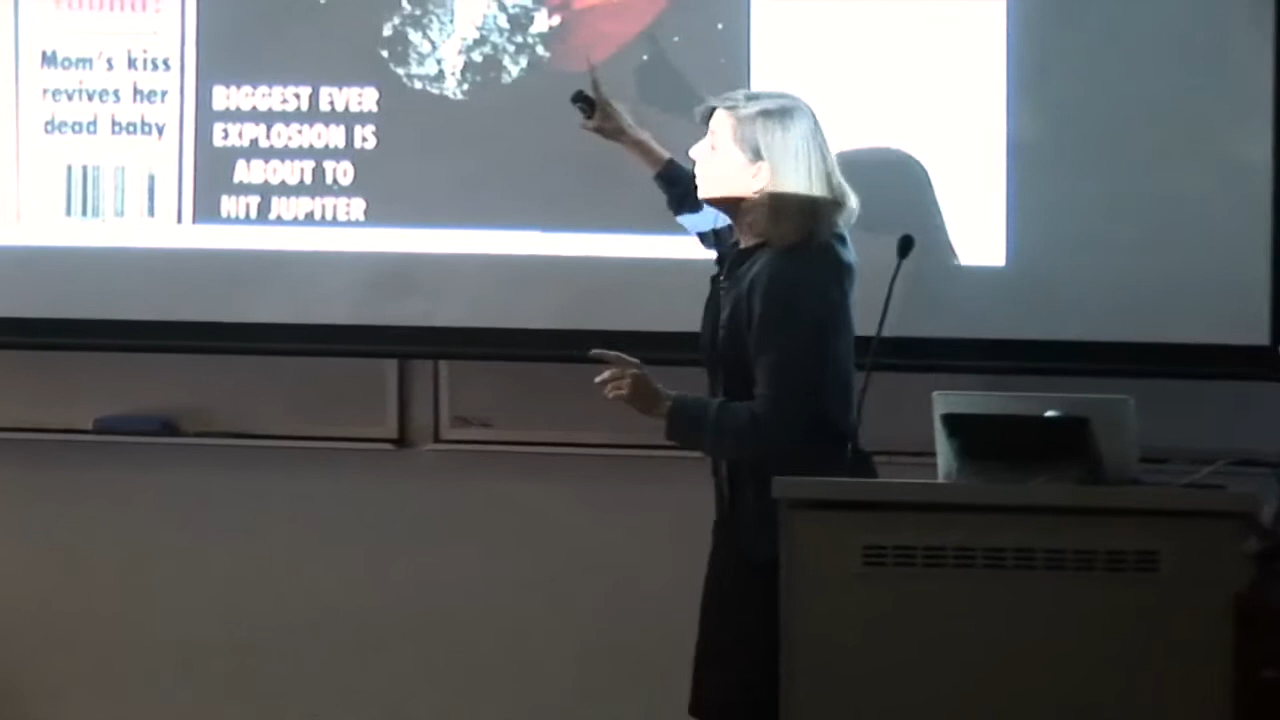 Mom's kiss
revives her
dead baby
BIGGEST EVER
EXPLOSION IS
ABOUT TO
HIT JUPITER